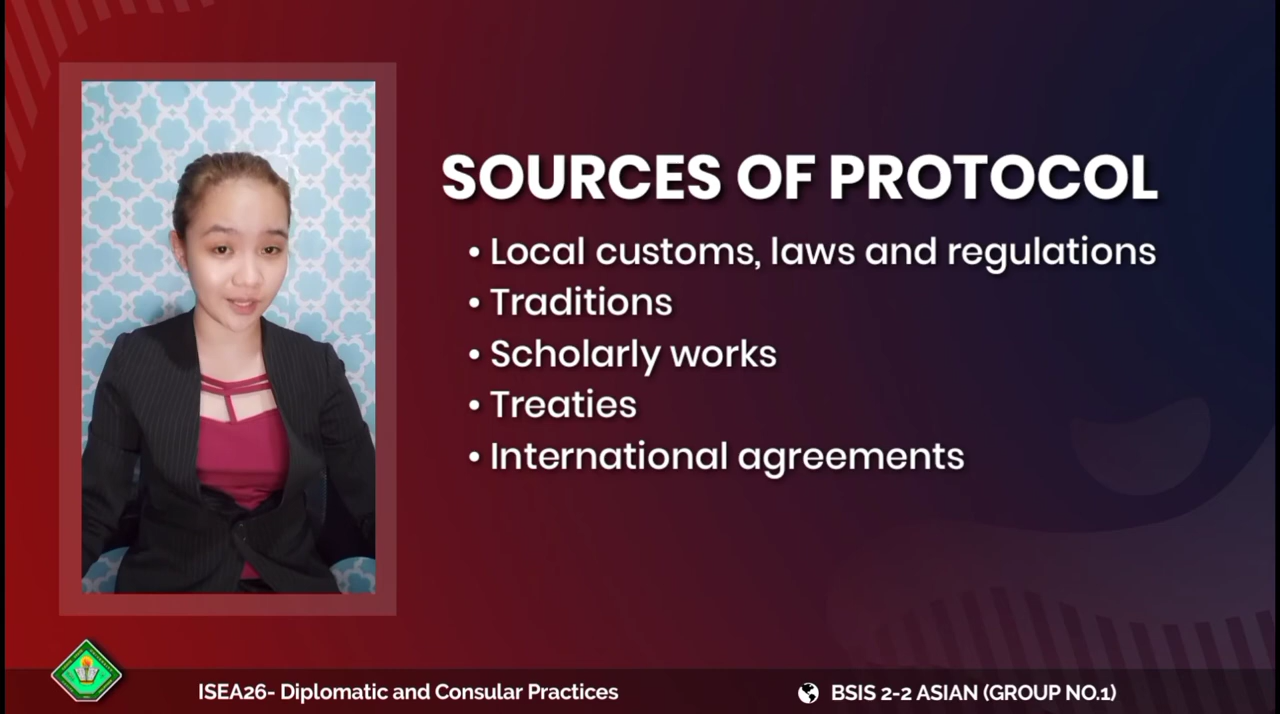 SOURCES OF PROTOCOL
• Local customs, laws and regulations
• Traditions
• Scholarly works
• Treaties
• International agreements
ISEA26- Diplomatic and Consular Practices
BSIS 2-2 ASIAN (GROUP NO.1)